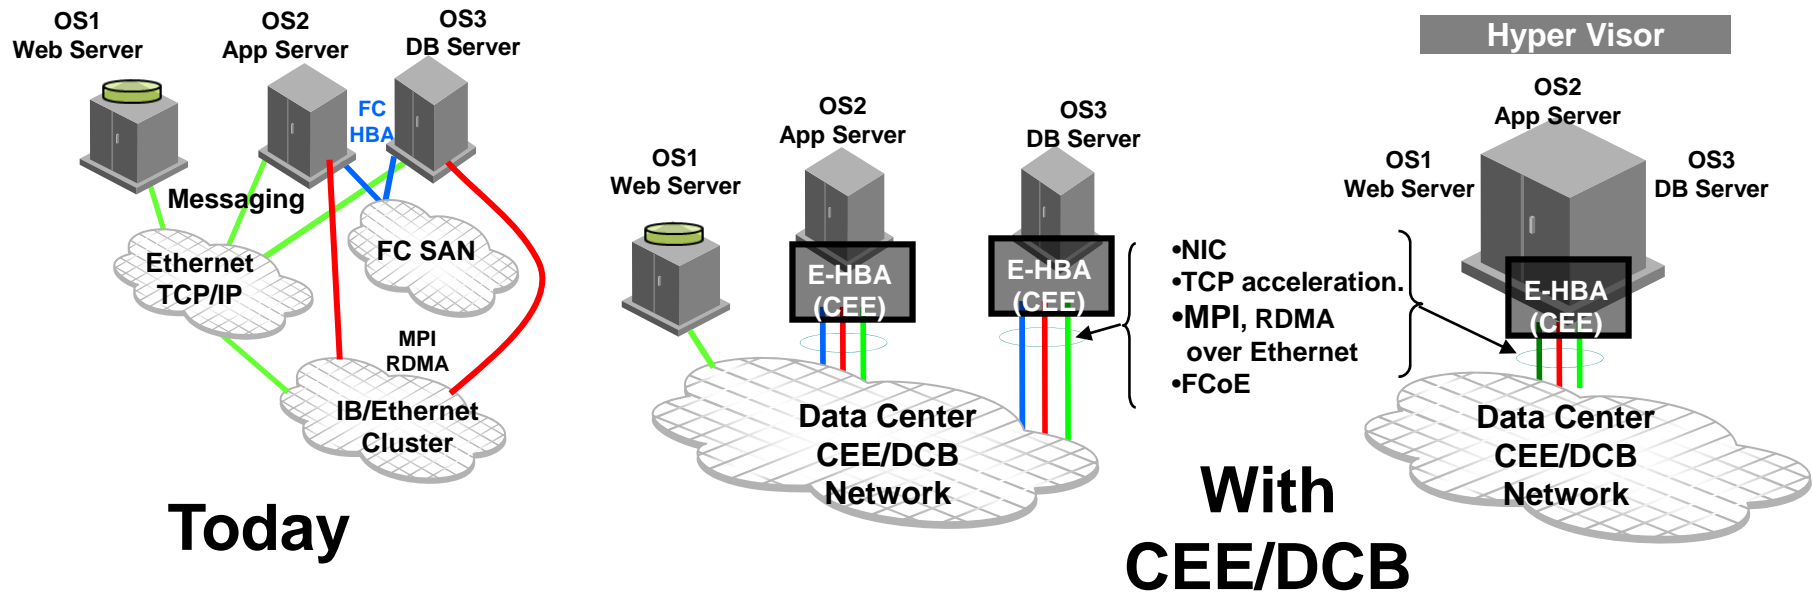 OS1
Web Server
OS2
App Server
OS3
DB Server
FC
HBA
Messaging
Ethernet
TCP/IP
FC SAN
MPI
RDMA
IB/Ethernet
Cluster
Today
OS1
Web Server
OS2
App Server
OS3
DB Server
E-HBA
(CEE)
E-HBA
(CEE)
Data Center
CEE/DCB
Network
•NIC
•TCP acceleration.
•MPI, RDMA
over Ethernet
•FCoE
With
CEE/DCB
Hyper Visor
OS2
App Server
OS1
Web Server
OS3
DB Server
E-HBA
(CEE)
Data Center
CEE/DCB
Network